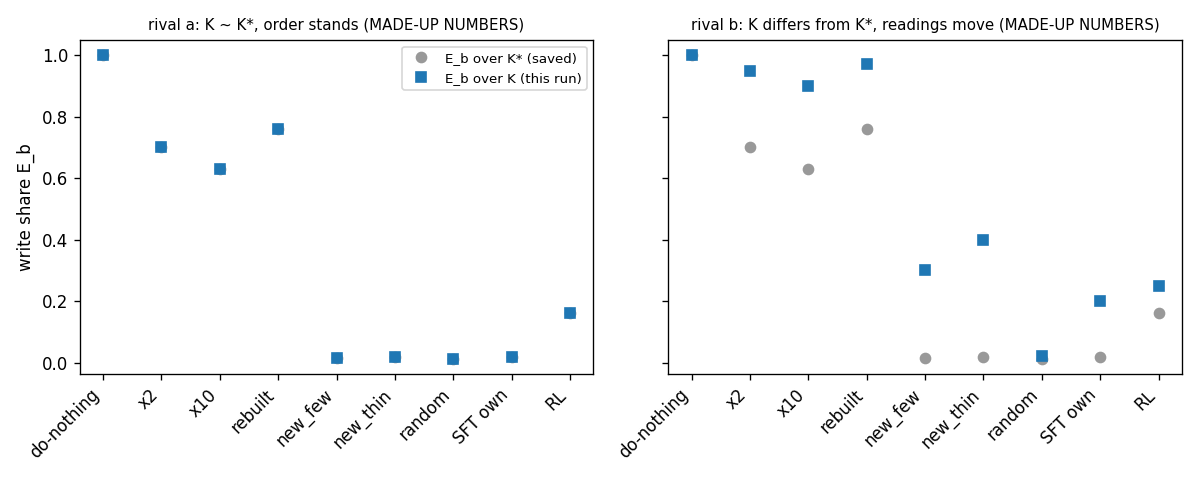 rival a: K ~ K*, order stands (MADE-UP NUMBERS)
E_b over K* (saved)
E_b over K (this run)
write share E_b
1.0
0.8
0.6
0.4
0.2
0.0
do-nothing
x2
x10
rebuilt
new_few
new_thin
random
SFT own
RL
rival b: K differs from K*, readings move (MADE-UP NUMBERS)
do-nothing
x2
x10
rebuilt
new_few
new_thin
random
SFT own
RL